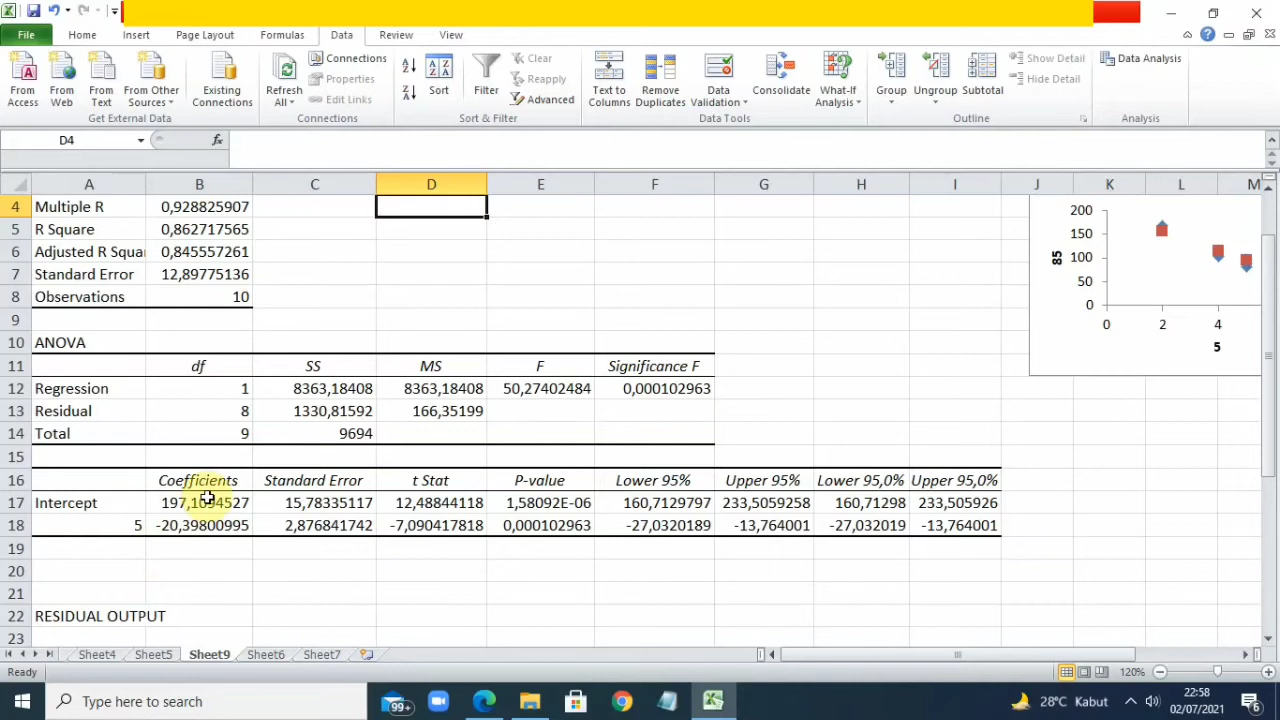 File Home Insert Page Layout Formulas Data Review View
Connections Clear Show Detail Data Analysis
Properties Reapply Hide Detail
Edit Links Advanced
From Access From Web From Text From Other Sources Existing Connections Refresh All Sort Filter Text to Columns Remove Duplicates Data Validation Consolidate What-If Analysis Group Ungroup Subtotal
Get External Data Connections Sort & Filter Data Tools Outline Analysis
D4 fx
A B C D E F G H I J K L M
4 Multiple R 0,928825907
5 R Square 0,862717565
6 Adjusted R Squar 0,845557261
7 Standard Error 12,89775136
8 Observations 10
9
10 ANOVA
11 df SS MS F Significance F
12 Regression 1 8363,18408 8363,18408 50,27402484 0,000102963
13 Residual 8 1330,81592 166,35199
14 Total 9 9694
15
16 Coefficients Standard Error t Stat P-value Lower 95% Upper 95% Lower 95,0% Upper 95,0%
17 Intercept 197,1094527 15,78335117 12,48844118 1,58092E-06 160,7129797 233,5059258 160,71298 233,505926
18 5 -20,39800995 2,876841742 -7,090417818 0,000102963 -27,0320189 -13,764001 -27,032019 -13,764001
19
20
21
22 RESIDUAL OUTPUT
23
200
150
85 100
50
0
0 2 4
5
Sheet4 Sheet5 Sheet9 Sheet6 Sheet7
Ready 120%
Type here to search 99+ 28°C Kabut 22:58
02/07/2021 6